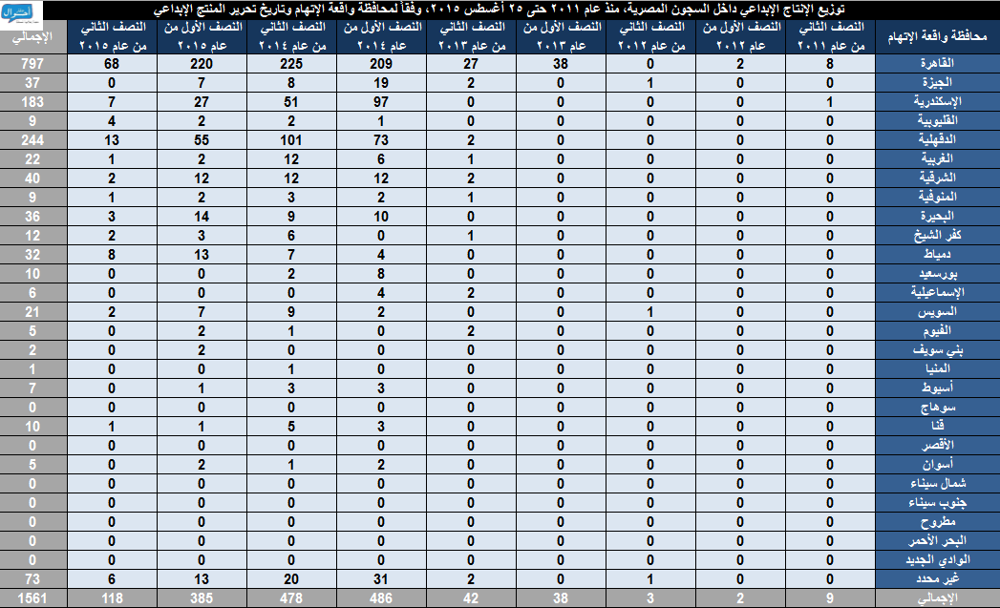 توزيع الإنتاج الإبداعي داخل السجون المصرية، منذ عام ٢٠١١ حتى ٢٥ أغسطس ٢٠١٥، وفقاً لمحافظة واقعة الإتهام وتاريخ تحرير المنتج الإبداعي
محافظة واقعة الإتهام النصف الثاني من عام ٢٠١١ النصف الأول من عام ٢٠١٢ النصف الثاني من عام ٢٠١٢ النصف الأول من عام ٢٠١٣ النصف الثاني من عام ٢٠١٣ النصف الأول من عام ٢٠١٤ النصف الثاني من عام ٢٠١٤ النصف الأول من عام ٢٠١٥ النصف الثاني من عام ٢٠١٥ الإجمالي
القاهرة 8 2 0 38 27 209 225 220 68 797
الجيزة 0 0 1 0 2 19 8 7 0 37
الإسكندرية 1 0 0 0 0 97 51 27 7 183
القليوبية 0 0 0 0 0 1 2 2 4 9
الدقهلية 0 0 0 0 2 73 101 55 13 244
الغربية 0 0 0 0 1 6 12 2 1 22
الشرقية 0 0 0 0 2 12 12 12 2 40
المنوفية 0 0 0 0 1 2 3 2 1 9
البحيرة 0 0 0 0 0 10 9 14 3 36
كفر الشيخ 0 0 0 0 1 0 6 3 2 12
دمياط 0 0 0 0 0 4 7 13 8 32
بورسعيد 0 0 0 0 0 8 2 0 0 10
الإسماعيلية 0 0 0 0 2 4 0 0 0 6
السويس 0 0 1 0 0 2 9 7 2 21
الفيوم 0 0 0 0 2 0 1 2 0 5
بني سويف 0 0 0 0 0 0 0 2 0 2
المنيا 0 0 0 0 0 0 1 0 0 1
أسيوط 0 0 0 0 0 3 3 1 0 7
سوهاج 0 0 0 0 0 0 0 0 0 0
قنا 0 0 0 0 0 3 5 1 1 10
الأقصر 0 0 0 0 0 0 0 0 0 0
أسوان 0 0 0 0 0 2 1 2 0 5
شمال سيناء 0 0 0 0 0 0 0 0 0 0
جنوب سيناء 0 0 0 0 0 0 0 0 0 0
مطروح 0 0 0 0 0 0 0 0 0 0
البحر الأحمر 0 0 0 0 0 0 0 0 0 0
الوادي الجديد 0 0 0 0 0 0 0 0 0 0
غير محدد 0 0 1 0 2 31 20 13 6 73
الإجمالي 9 2 3 38 42 486 478 385 118 1561